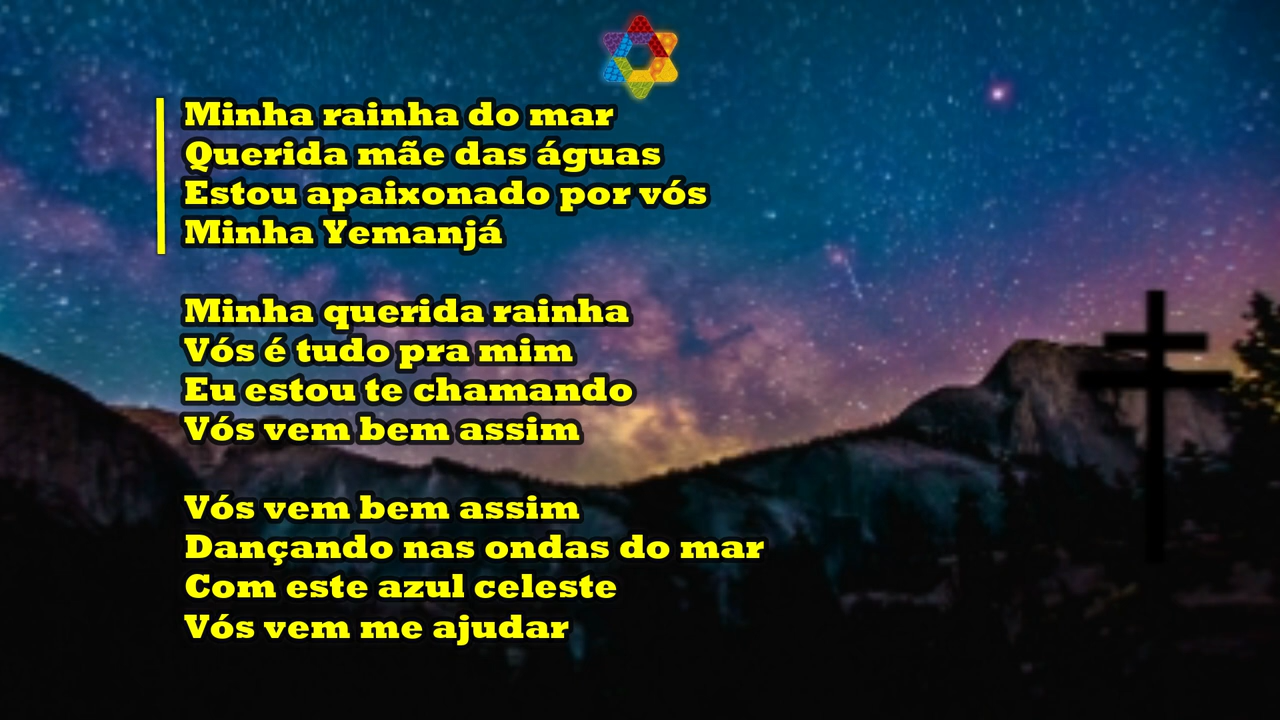 Minha rainha do mar
Querida mãe das águas
Estou apaixonado por vós
Minha Yemanjá
Minha querida rainha
Vós é tudo pra mim
Eu estou te chamando
Vós vem bem assim
Vós vem bem assim
Dançando nas ondas do mar
Com este azul celeste
Vós vem me ajudar